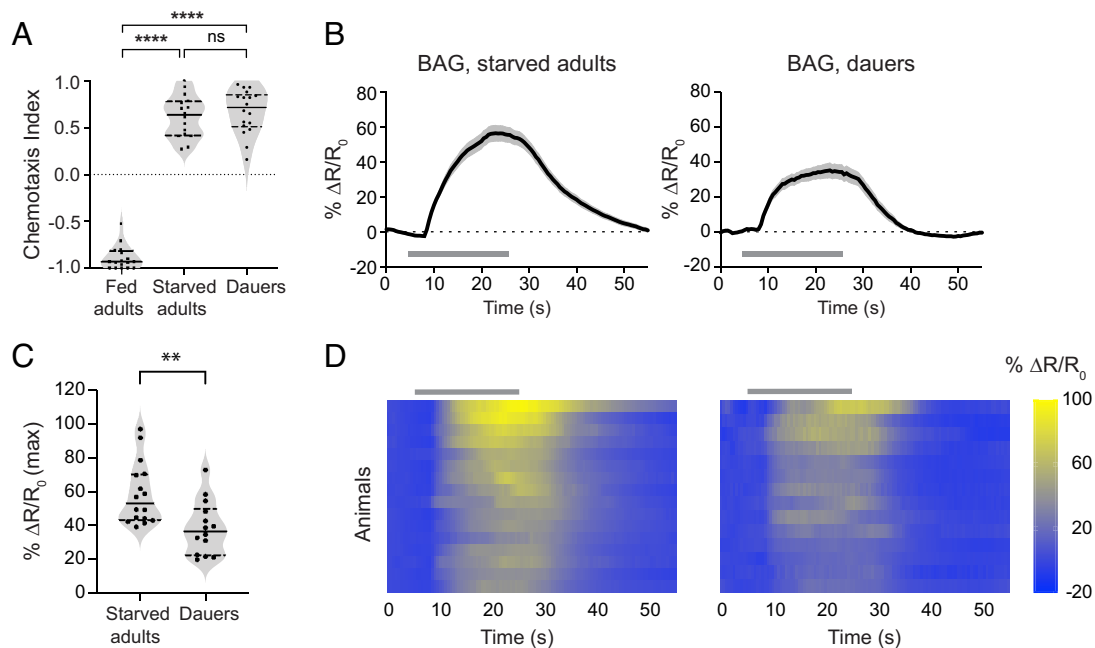 A
****
****
ns
Chemotaxis Index
1.0
0.5
0.0
-0.5
-1.0
Fed adults
Starved adults
Dauers
B
BAG, starved adults
% ΔR/R0
80
60
40
20
0
-20
0 10 20 30 40 50
Time (s)
BAG, dauers
% ΔR/R0
80
60
40
20
0
-20
0 10 20 30 40 50
Time (s)
C
**
% ΔR/R0 (max)
120
100
80
60
40
20
0
Starved adults
Dauers
D
Animals
0 10 20 30 40 50
Time (s)
0 10 20 30 40 50
Time (s)
% ΔR/R0
100
60
20
-20